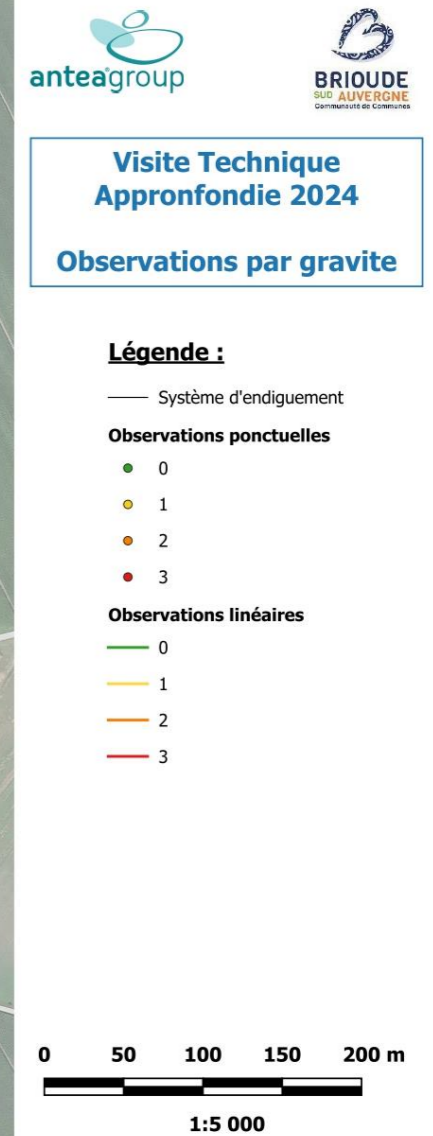 anteagroup
BRIOUDE
SUD AUVERGNE
Communauté de Communes
Visite Technique
Appronfondie 2024
Observations par gravite
Légende :
Système d'endiguement
Observations ponctuelles
0
1
2
3
Observations linéaires
0
1
2
3
0 50 100 150 200 m
1:5 000